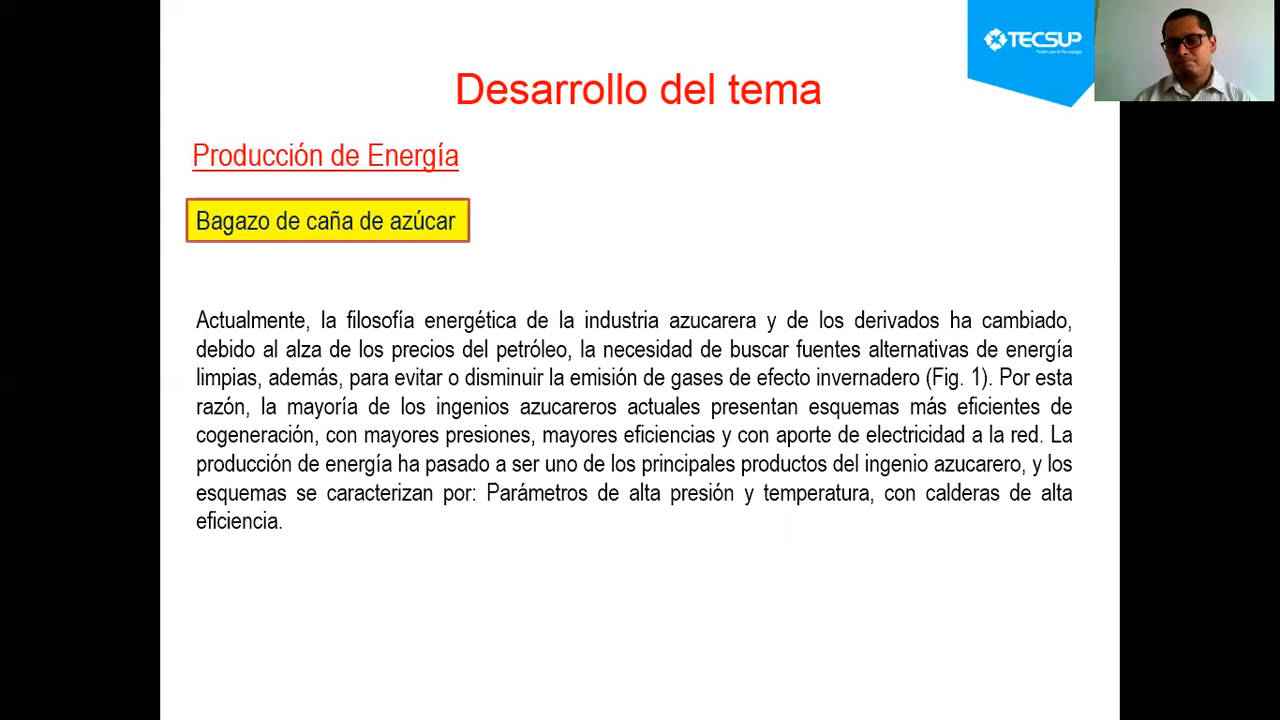 TECSUP
Desarrollo del tema
Producción de Energía
Bagazo de caña de azúcar
Actualmente, la filosofía energética de la industria azucarera y de los derivados ha cambiado,
debido al alza de los precios del petróleo, la necesidad de buscar fuentes alternativas de energía
limpias, además, para evitar o disminuir la emisión de gases de efecto invernadero (Fig. 1). Por esta
razón, la mayoría de los ingenios azucareros actuales presentan esquemas más eficientes de
cogeneración, con mayores presiones, mayores eficiencias y con aporte de electricidad a la red. La
producción de energía ha pasado a ser uno de los principales productos del ingenio azucarero, y los
esquemas se caracterizan por: Parámetros de alta presión y temperatura, con calderas de alta
eficiencia.